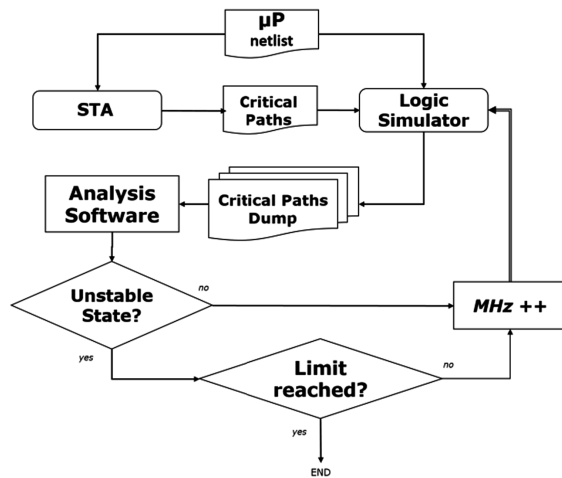 µP
netlist
STA
Critical
Paths
Logic
Simulator
Analysis
Software
Critical Paths
Dump
Unstable
State?
no
MHz ++
yes
Limit
reached?
no
yes
END